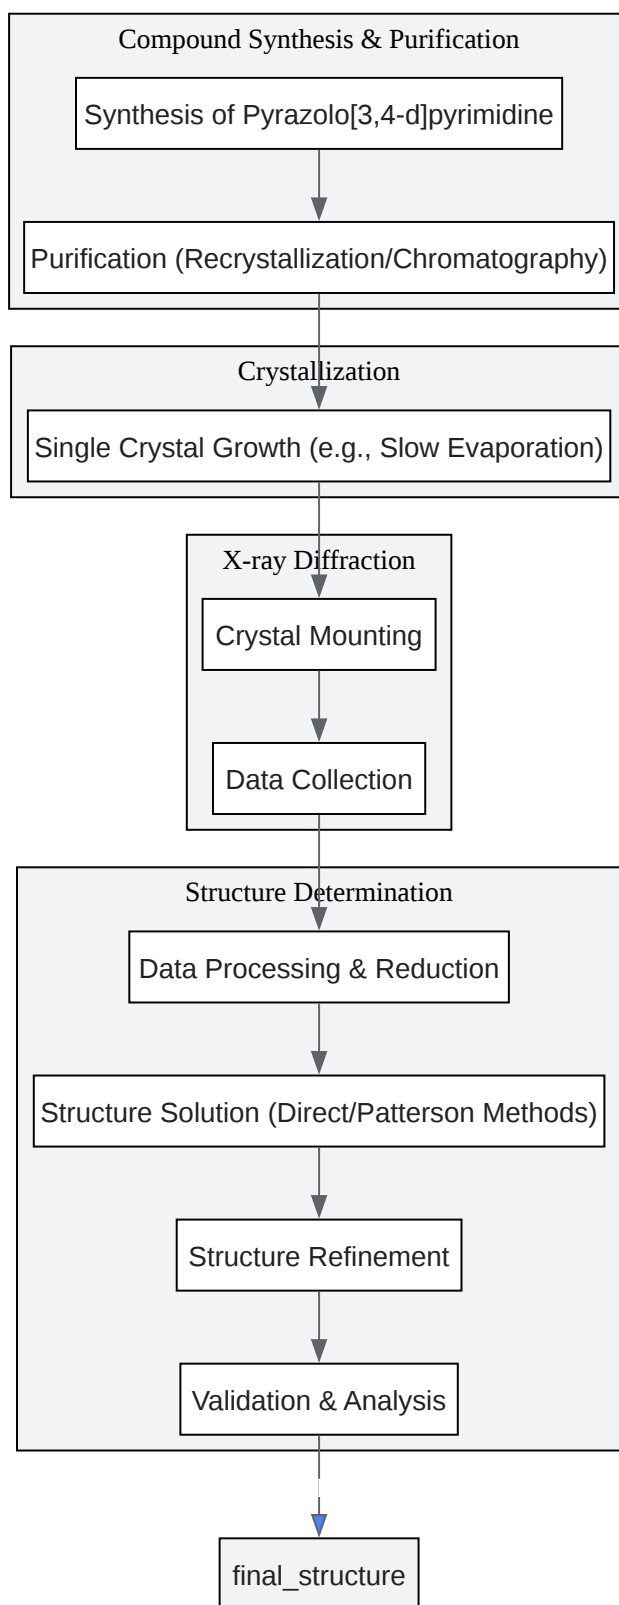 Compound Synthesis & Purification
Synthesis of Pyrazolo[3,4-d]pyrimidine
Purification (Recrystallization/Chromatography)
Crystallization
Single Crystal Growth (e.g., Slow Evaporation)
X-ray Diffraction
Crystal Mounting
Data Collection
Structure Determination
Data Processing & Reduction
Structure Solution (Direct/Patterson Methods)
Structure Refinement
Validation & Analysis
final_structure